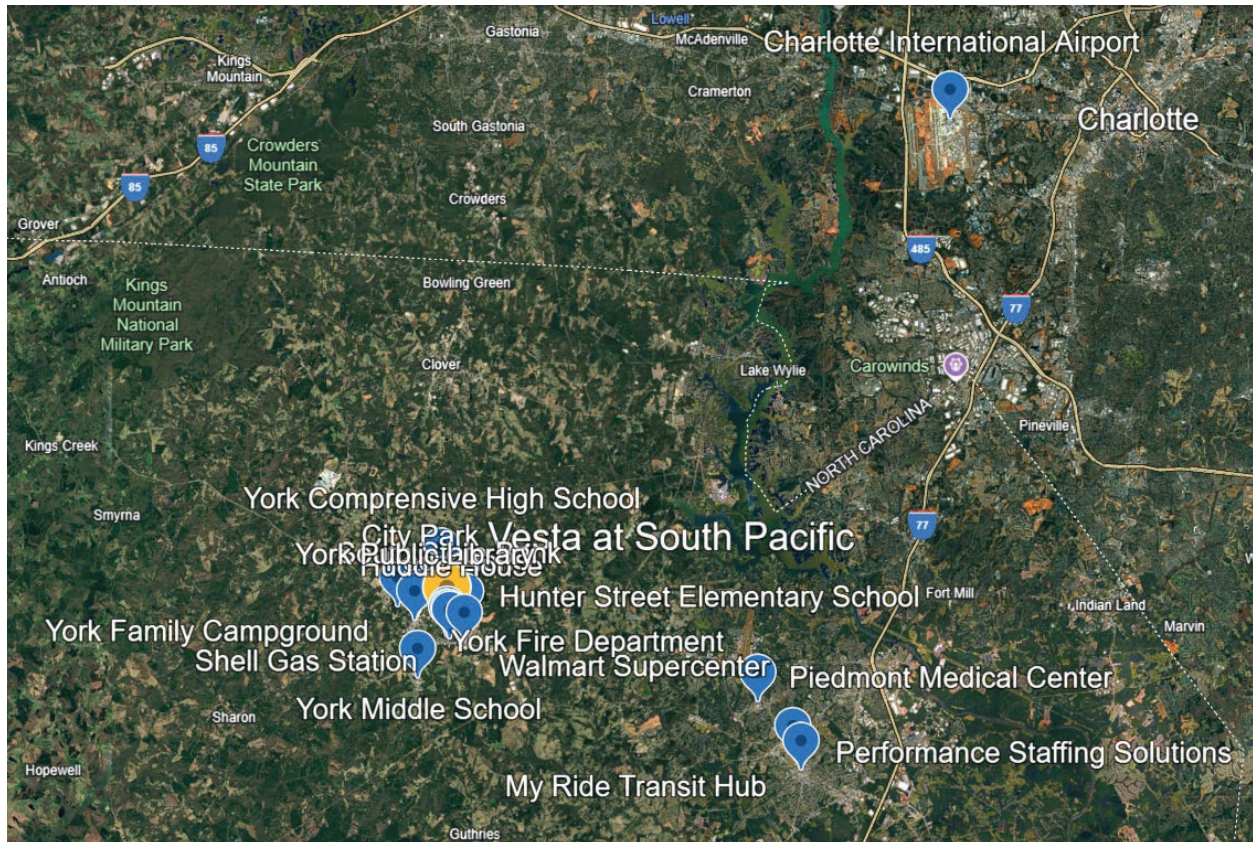 Lowell
Gastonia
McAdenville
Charlotte International Airport
Kings
Mountain
Cramerton
Charlotte
South Gastonia
85
Crowders
Mountain
State Park
85
Crowders
Grover
485
Antioch
Bowling Green
Kings
Mountain
National
Military Park
77
Clover
Lake Wylie
Carowinds
NORTH CAROLINA
Pineville
Kings Creek
York Comprensive High School
Smyrna
77
City Park
Vesta at South Pacific
York Public Library
Huddle House
Hunter Street Elementary School
Fort Mill
Indian Land
Marvin
York Family Campground
York Fire Department
Shell Gas Station
Walmart Supercenter
Piedmont Medical Center
York Middle School
Sharon
Performance Staffing Solutions
Hopewell
My Ride Transit Hub
Guthries